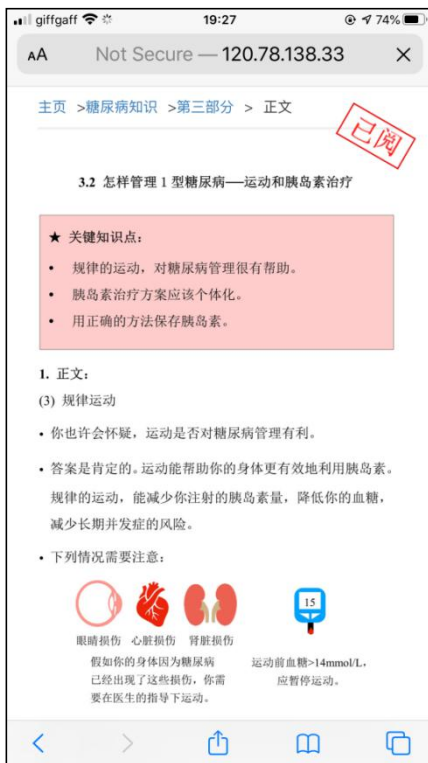 giffgaff 19:27 74%
AA Not Secure — 120.78.138.33
主页 >糖尿病知识 >第三部分 > 正文
已阅
3.2 怎样管理 1 型糖尿病—运动和胰岛素治疗
★ 关键知识点：
• 规律的运动，对糖尿病管理很有帮助。
• 胰岛素治疗方案应该个体化。
• 用正确的方法保存胰岛素。
1. 正文：
(3) 规律运动
• 你也许会怀疑，运动是否对糖尿病管理有利。
• 答案是肯定的。运动能帮助你的身体更有效地利用胰岛素。
规律的运动，能减少你注射的胰岛素量，降低你的血糖，
减少长期并发症的风险。
• 下列情况需要注意：
15
眼睛损伤 心脏损伤 肾脏损伤
假如你的身体因为糖尿病
已经出现了这些损伤，你需
要在医生的指导下运动。
运动前血糖>14mmol/L，
应暂停运动。